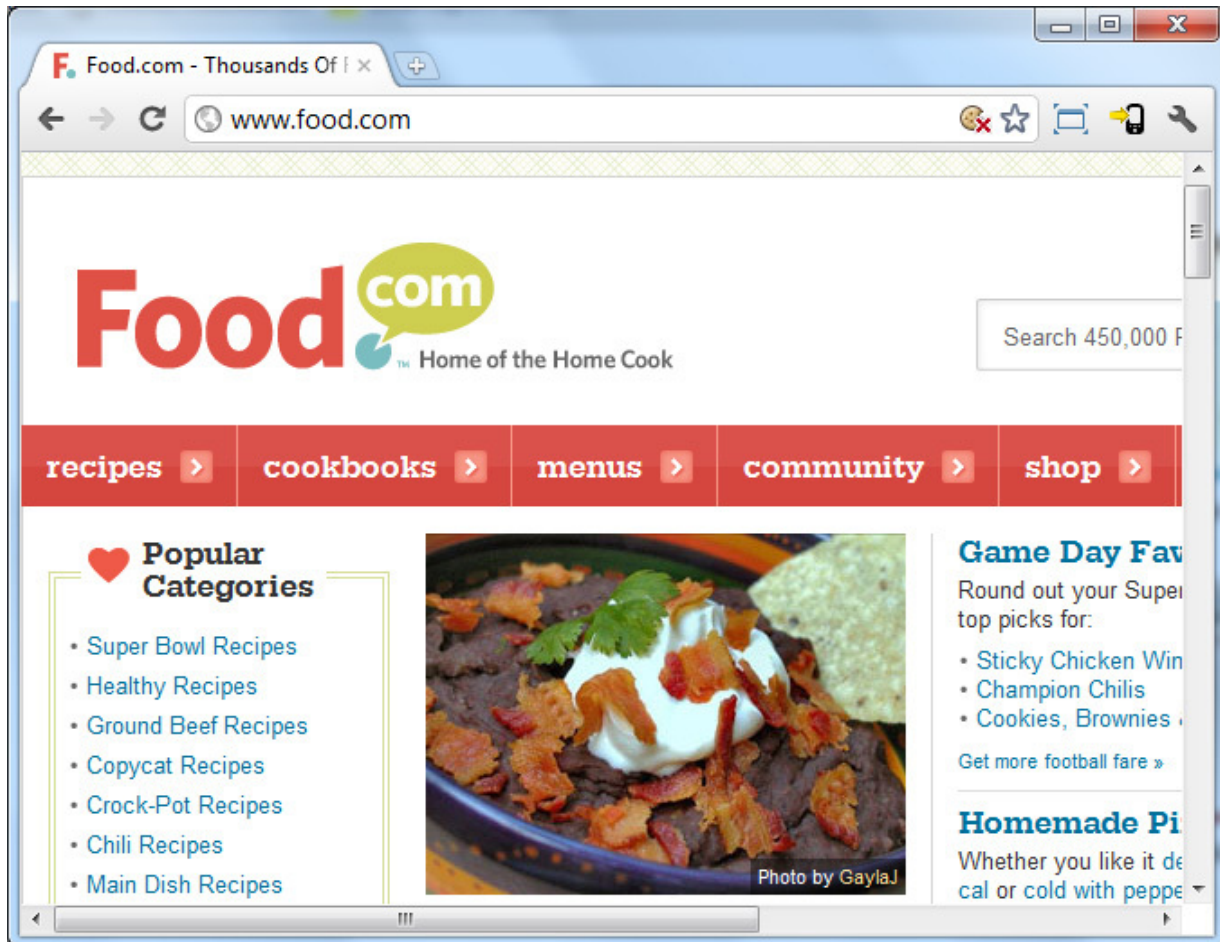 Food.com - Thousands Of
www.food.com
Food.com
™ Home of the Home Cook
Search 450,000
recipes
cookbooks
menus
community
shop
Popular
Categories
• Super Bowl Recipes
• Healthy Recipes
• Ground Beef Recipes
• Copycat Recipes
• Crock-Pot Recipes
• Chili Recipes
• Main Dish Recipes
Photo by GaylaJ
Game Day Fav
Round out your Super
top picks for:
• Sticky Chicken Win
• Champion Chilis
• Cookies, Brownies
Get more football fare »
Homemade Pi
Whether you like it de
cal or cold with peppe